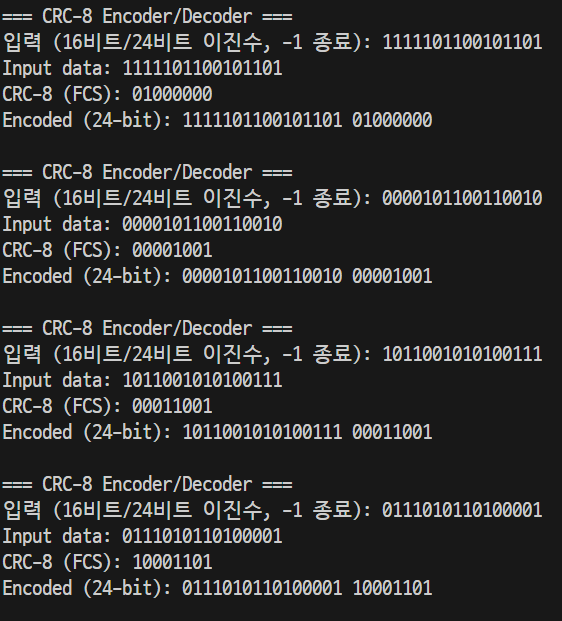 === CRC-8 Encoder/Decoder ===
입력 (16비트/24비트 이진수, -1 종료): 1111101100101101
Input data: 1111101100101101
CRC-8 (FCS): 01000000
Encoded (24-bit): 1111101100101101 01000000
=== CRC-8 Encoder/Decoder ===
입력 (16비트/24비트 이진수, -1 종료): 0000101100110010
Input data: 0000101100110010
CRC-8 (FCS): 00001001
Encoded (24-bit): 0000101100110010 00001001
=== CRC-8 Encoder/Decoder ===
입력 (16비트/24비트 이진수, -1 종료): 1011001010100111
Input data: 1011001010100111
CRC-8 (FCS): 00011001
Encoded (24-bit): 1011001010100111 00011001
=== CRC-8 Encoder/Decoder ===
입력 (16비트/24비트 이진수, -1 종료): 0111010110100001
Input data: 0111010110100001
CRC-8 (FCS): 10001101
Encoded (24-bit): 0111010110100001 10001101